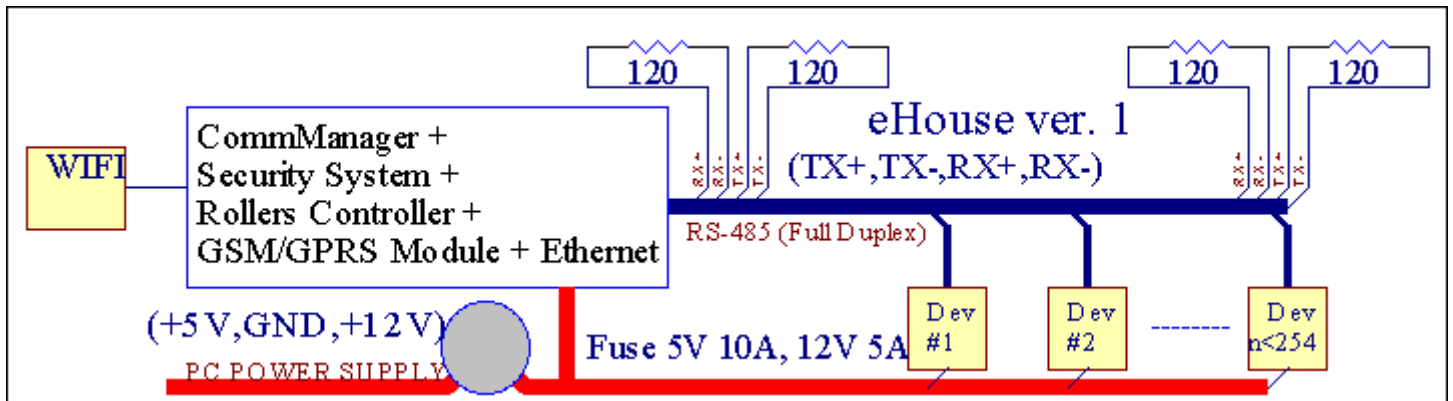 120
120
120
120
eHouse ver. 1
(TX+,TX-,RX+,RX-)
RX+
RX-
TX+
TX-
RX+
RX-
TX+
TX-
WIFI
CommManager +
Security System +
Rollers Controller +
GSM/GPRS Module + Ethernet
RS-485 (Full Duplex)
(+5V,GND,+12V)
PC POWER SUPPLY
Fuse 5V 10A, 12V 5A
Dev
#1
Dev
#2
Dev
n<254